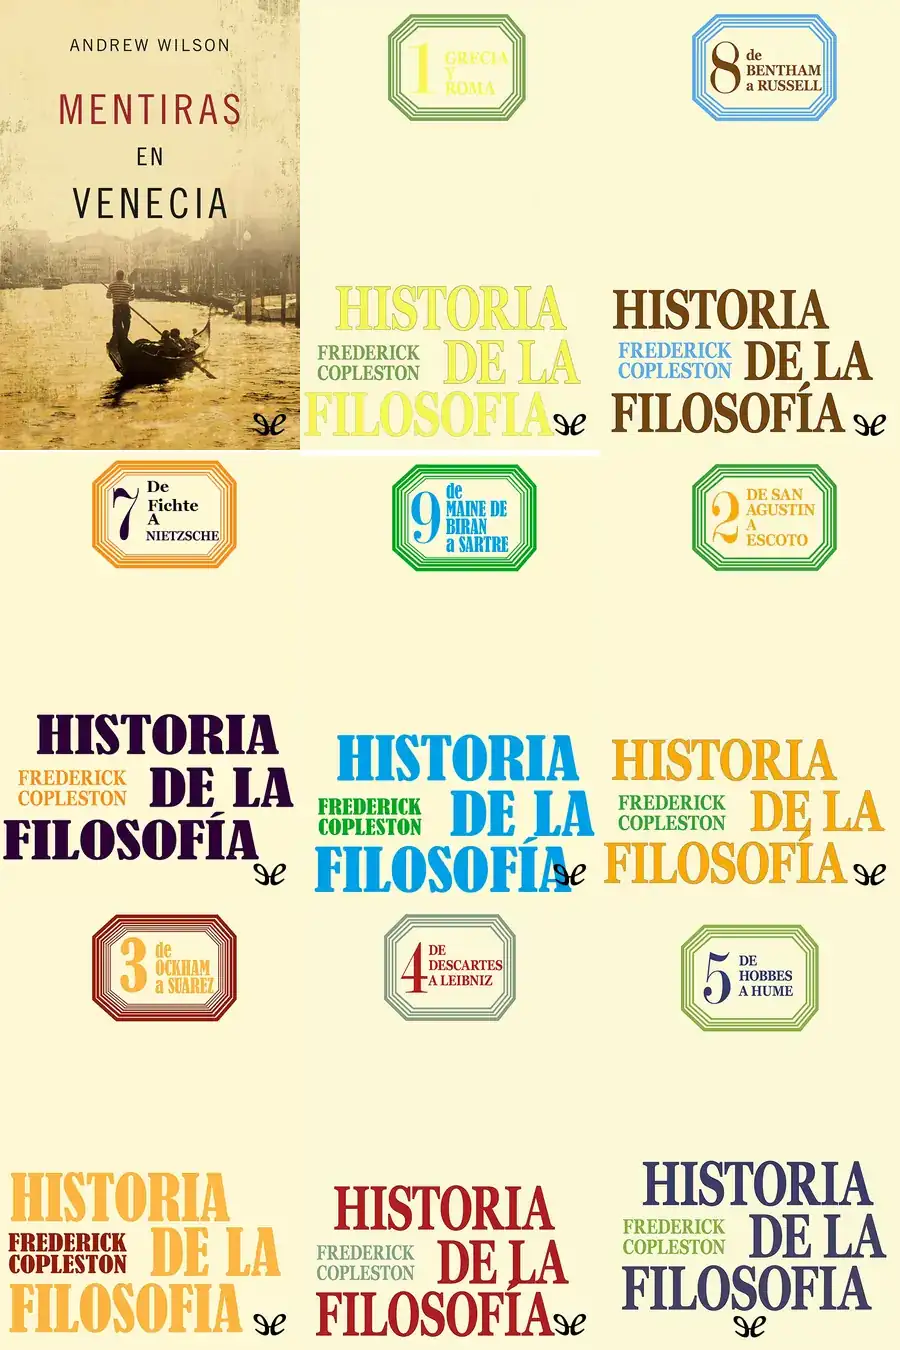 ANDREW WILSON
MENTIRAS
EN
VENECIA
1 GRECIA
Y
ROMA
HISTORIA
FREDERICK
COPLESTON
DE LA
FILOSOFIA
8 de
BENTHAM
a RUSSELL
HISTORIA
FREDERICK
COPLESTON
DE LA
FILOSOFÍA
7 De
Fichte
A
NIETZSCHE
HISTORIA
FREDERICK
COPLESTON
DE LA
FILOSOFÍA
9 de
MAINE DE
BIRAN
a SARTRE
HISTORIA
FREDERICK
COPLESTON
DE LA
FILOSOFÍA
2 DE SAN
AGUSTIN
A
ESCOTO
HISTORIA
FREDERICK
COPLESTON
DE LA
FILOSOFÍA
3 de
OCKHAM
a SUAREZ
HISTORIA
FREDERICK
COPLESTON
DE LA
FILOSOFIA
4 DE
DESCARTES
A LEIBNIZ
HISTORIA
FREDERICK
COPLESTON
DE LA
FILOSOFÍA
5 DE
HOBBES
A HUME
HISTORIA
FREDERICK
COPLESTON
DE LA
FILOSOFIA